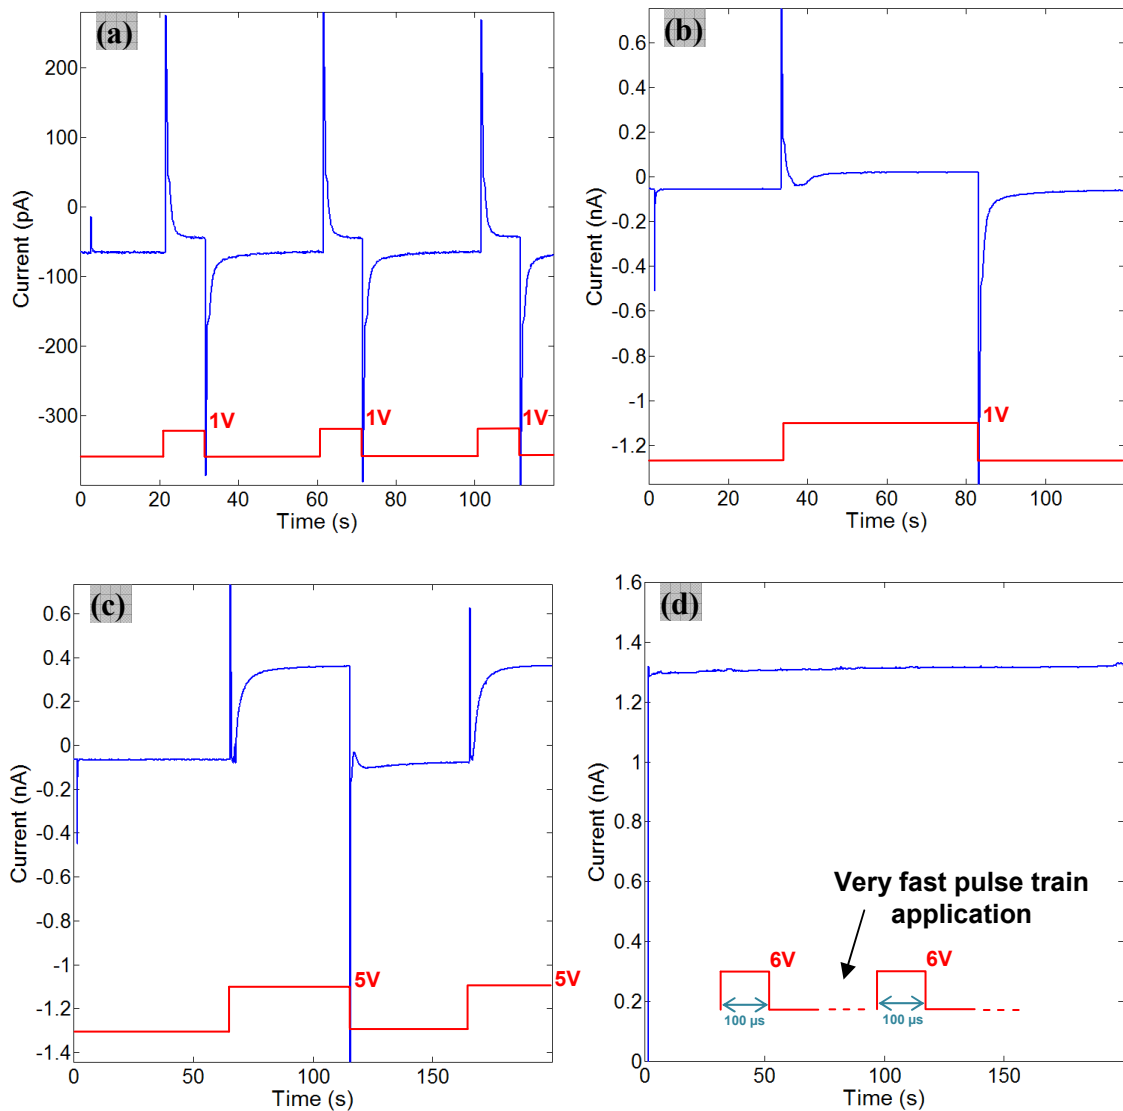 (a)
Current (pA)
200
100
0
-100
-200
-300
1V
1V
1V
0
20
40
60
80
100
Time (s)
(b)
Current (nA)
0.6
0.4
0.2
0
-0.2
-0.4
-0.6
-0.8
-1
-1.2
1V
0
20
40
60
80
100
Time (s)
(c)
Current (nA)
0.6
0.4
0.2
0
-0.2
-0.4
-0.6
-0.8
-1
-1.2
-1.4
5V
5V
0
50
100
150
Time (s)
(d)
Current (nA)
1.6
1.4
1.2
1
0.8
0.6
0.4
0.2
0
Very fast pulse train
application
6V
6V
100 µs
100 µs
0
50
100
150
Time (s)